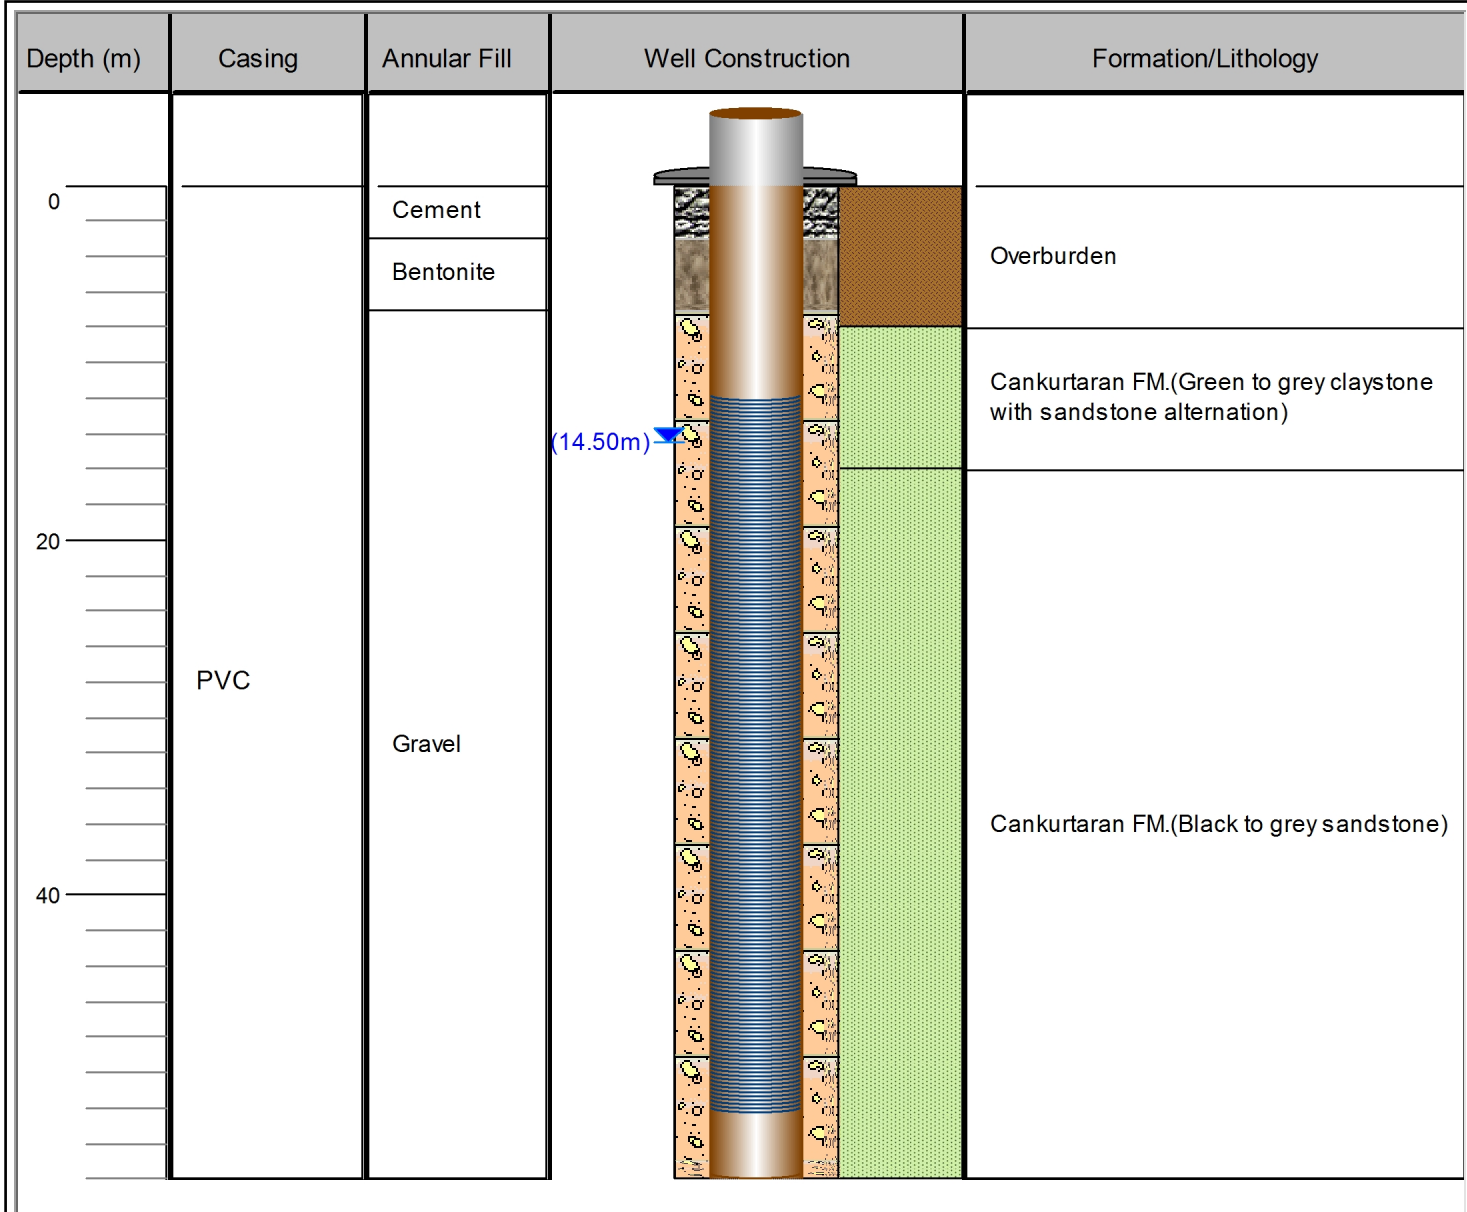 Depth (m)
Casing
Annular Fill
Well Construction
Formation/Lithology
0
Cement
Overburden
Bentonite
Cankurtaran FM.(Green to grey claystone
with sandstone alternation)
(14.50m)
20
PVC
Gravel
Cankurtaran FM.(Black to grey sandstone)
40